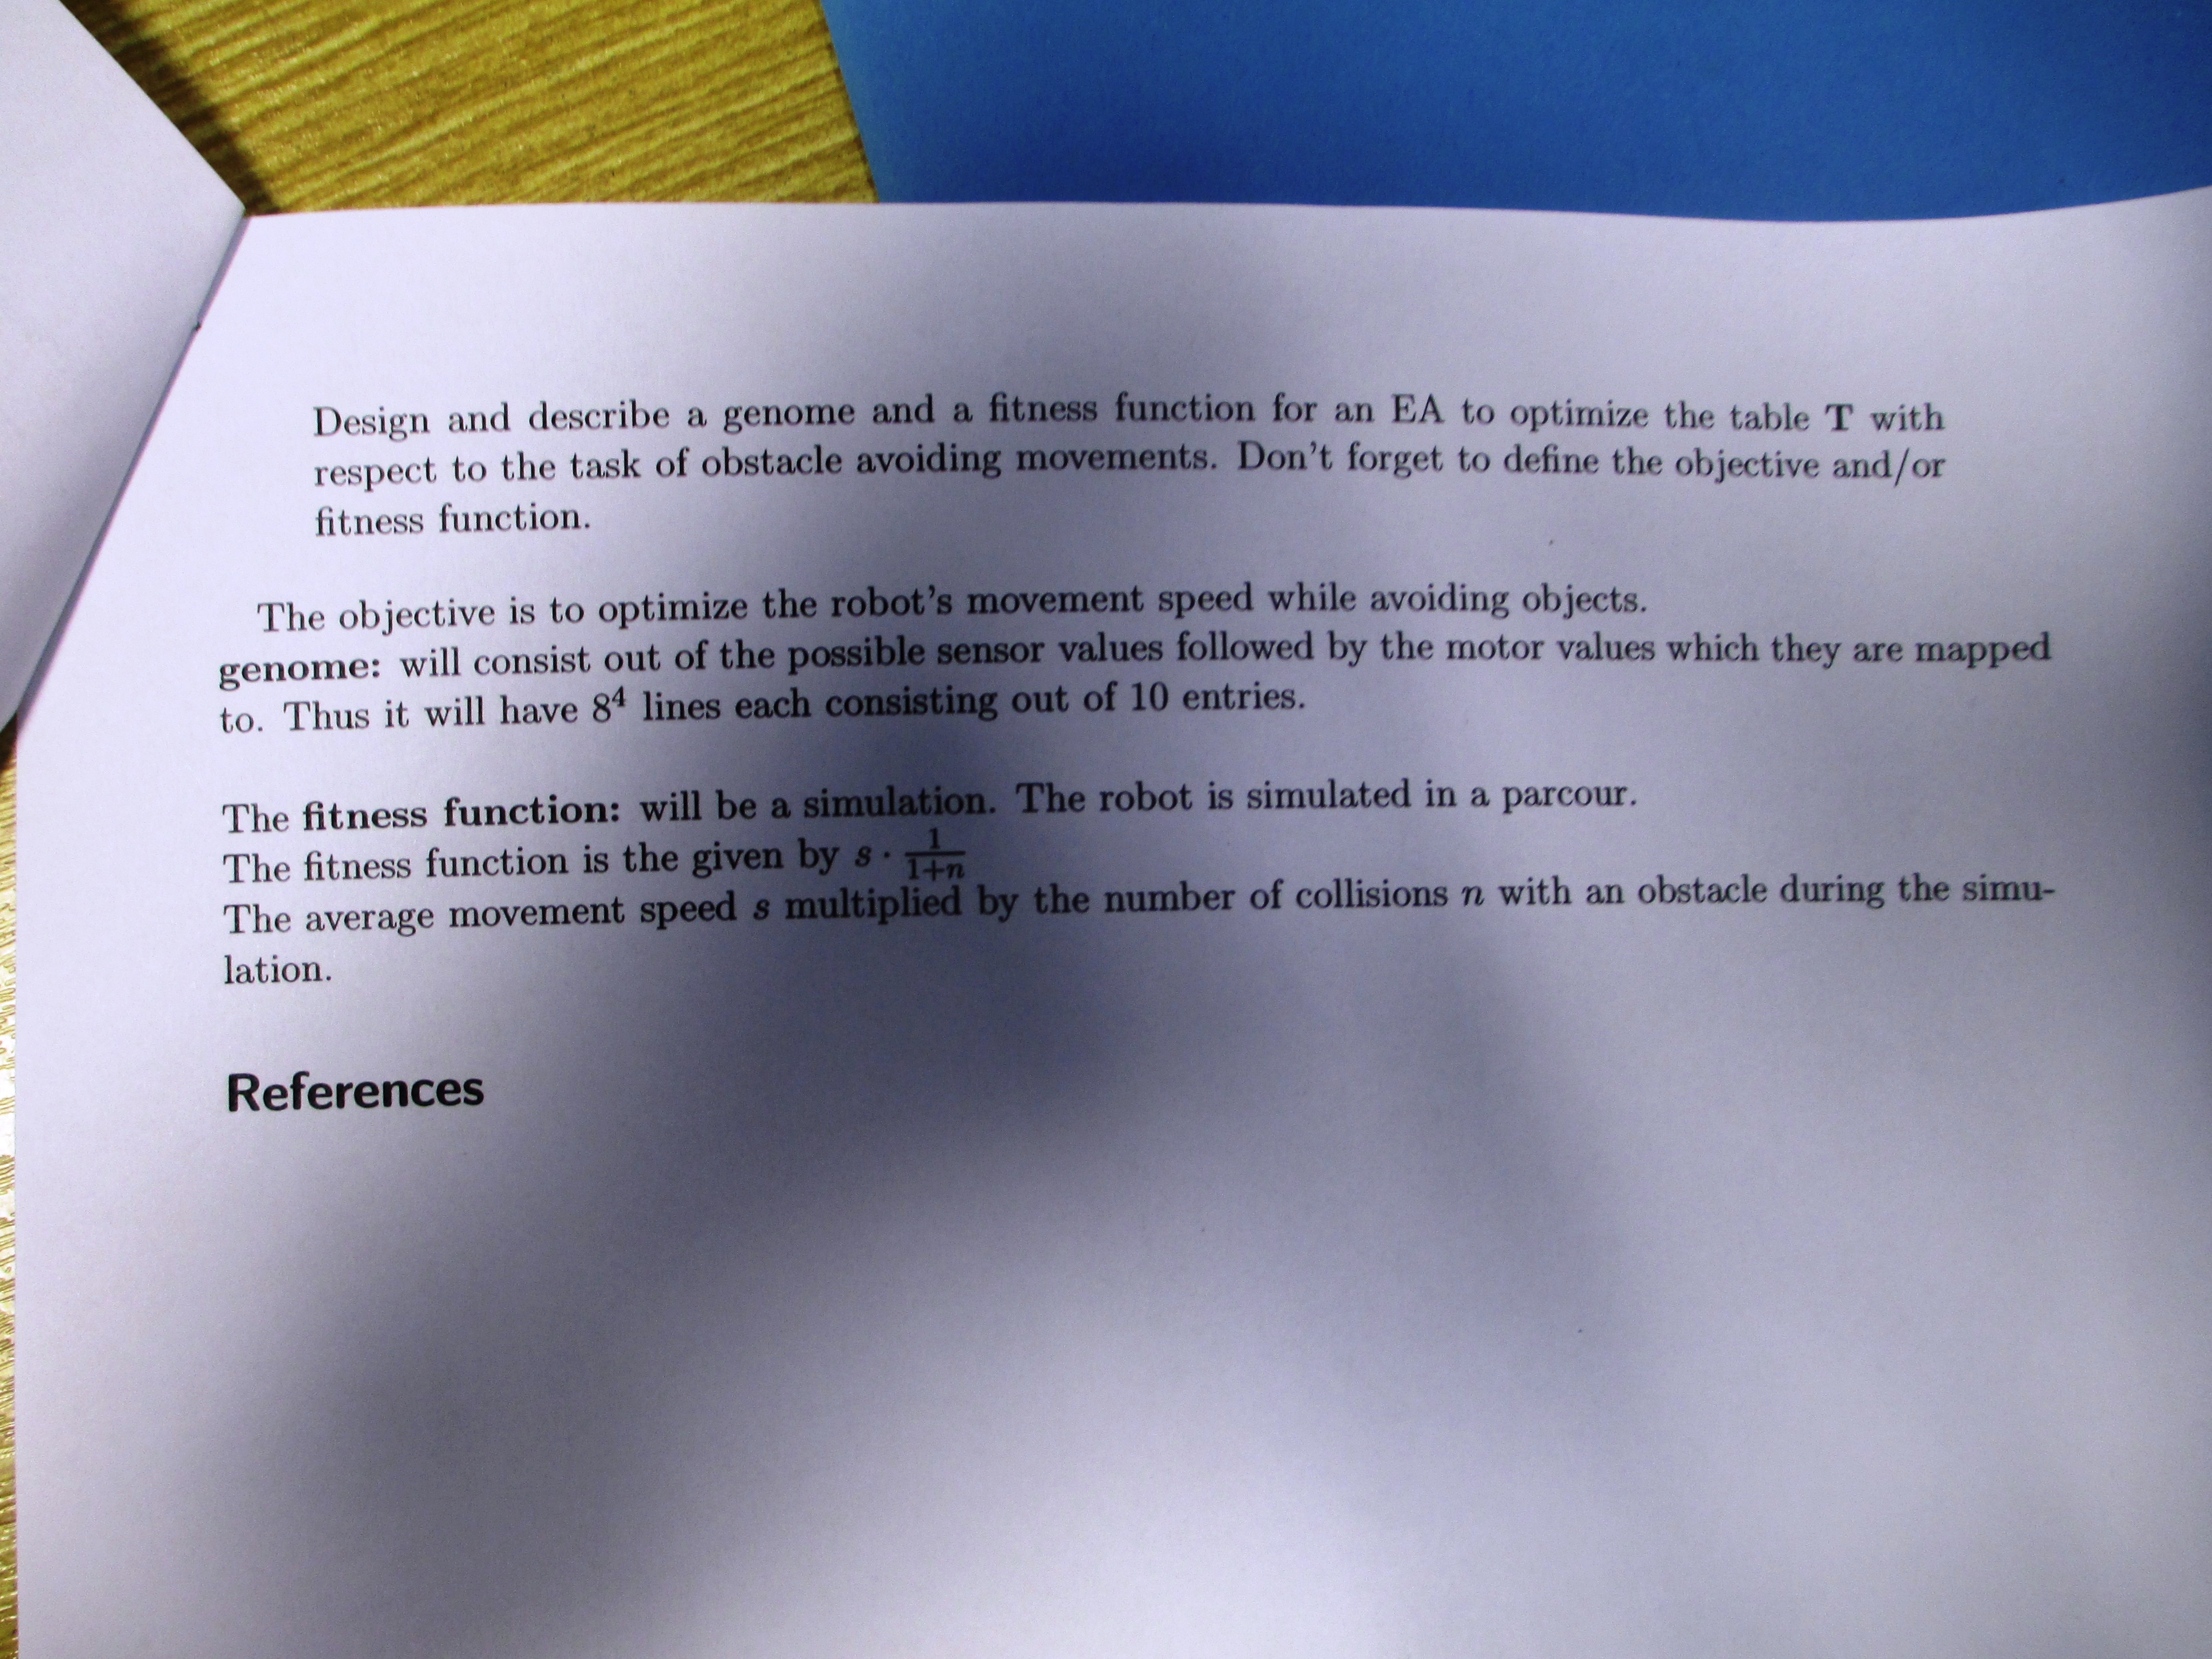 Design and describe a genome and a fitness function for an EA to optimize the table T with
respect to the task of obstacle avoiding movements. Don't forget to define the objective and/or
fitness function.
The objective is to optimize the robot's movement speed while avoiding objects.
genome: will consist out of the possible sensor values followed by the motor values which they are mapped
to. Thus it will have 8⁴ lines each consisting out of 10 entries.
The fitness function: will be a simulation. The robot is simulated in a parcour.
The fitness function is the given by s · 1/(1+n)
The average movement speed s multiplied by the number of collisions n with an obstacle during the simu-
lation.
References